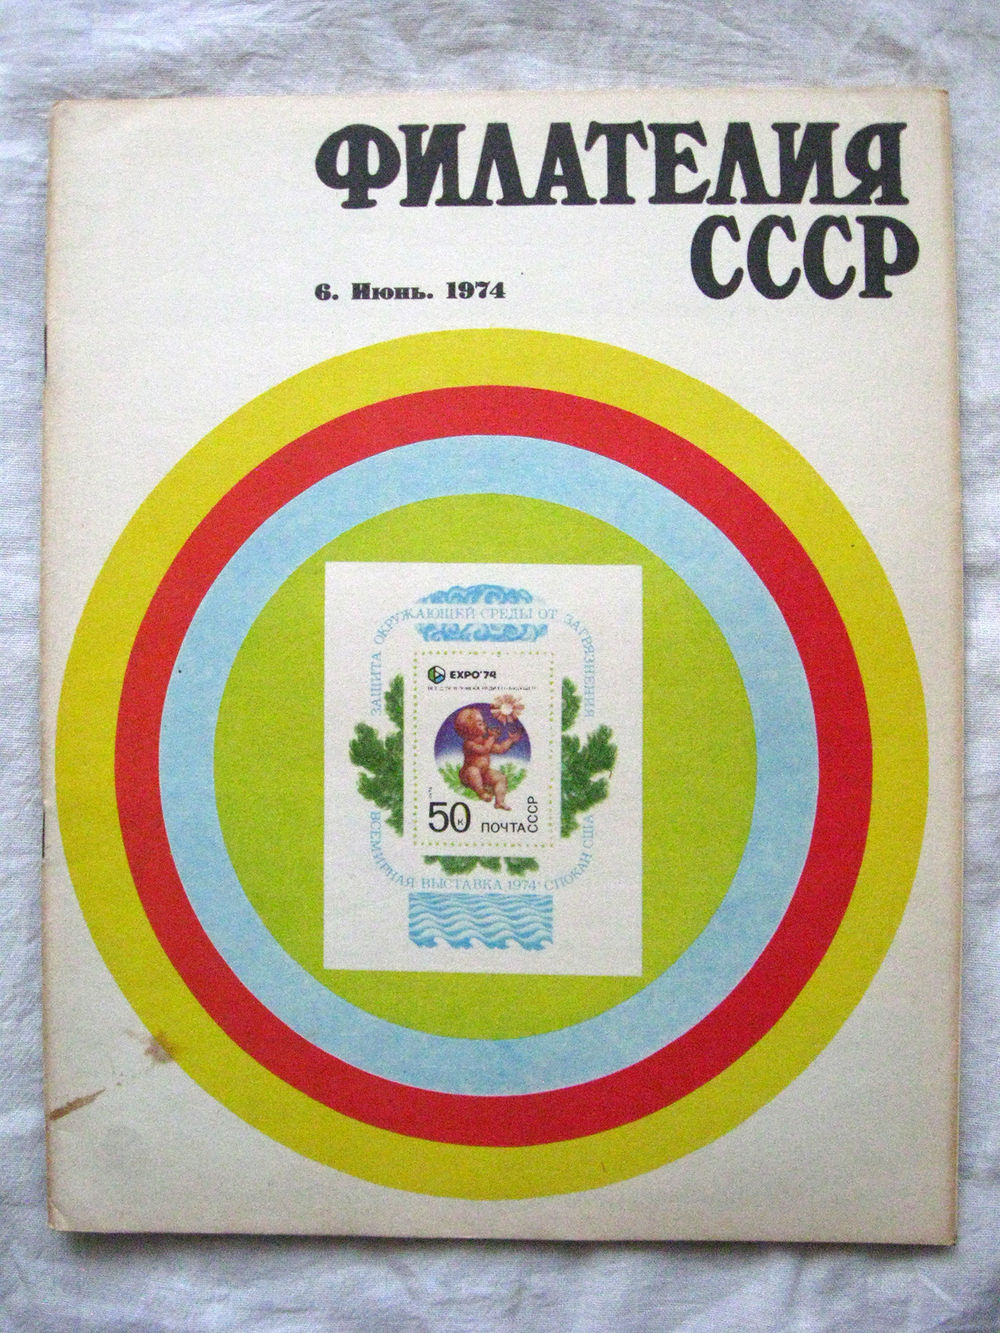 ФИЛАТЕЛИЯ
СССР
6. Июнь. 1974
ЗАЩИТА ОКРУЖАЮЩЕЙ СРЕДЫ ОТ ЗАГРЯЗНЕНИЯ
EXPO'74
50 к
ПОЧТА СССР
ВСЕМИРНАЯ ВЫСТАВКА 1974 СПОКАН США